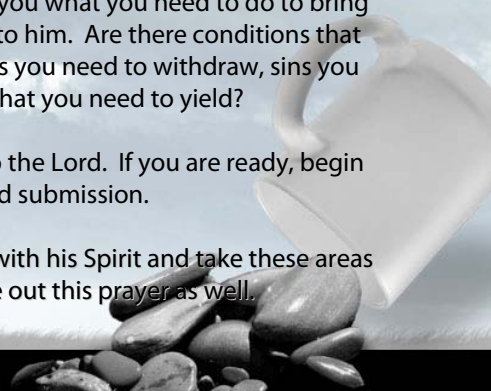 you what you need to do to bring
to him. Are there conditions that
s you need to withdraw, sins you
hat you need to yield?
o the Lord. If you are ready, begin
d submission.
with his Spirit and take these areas
e out this prayer as well.